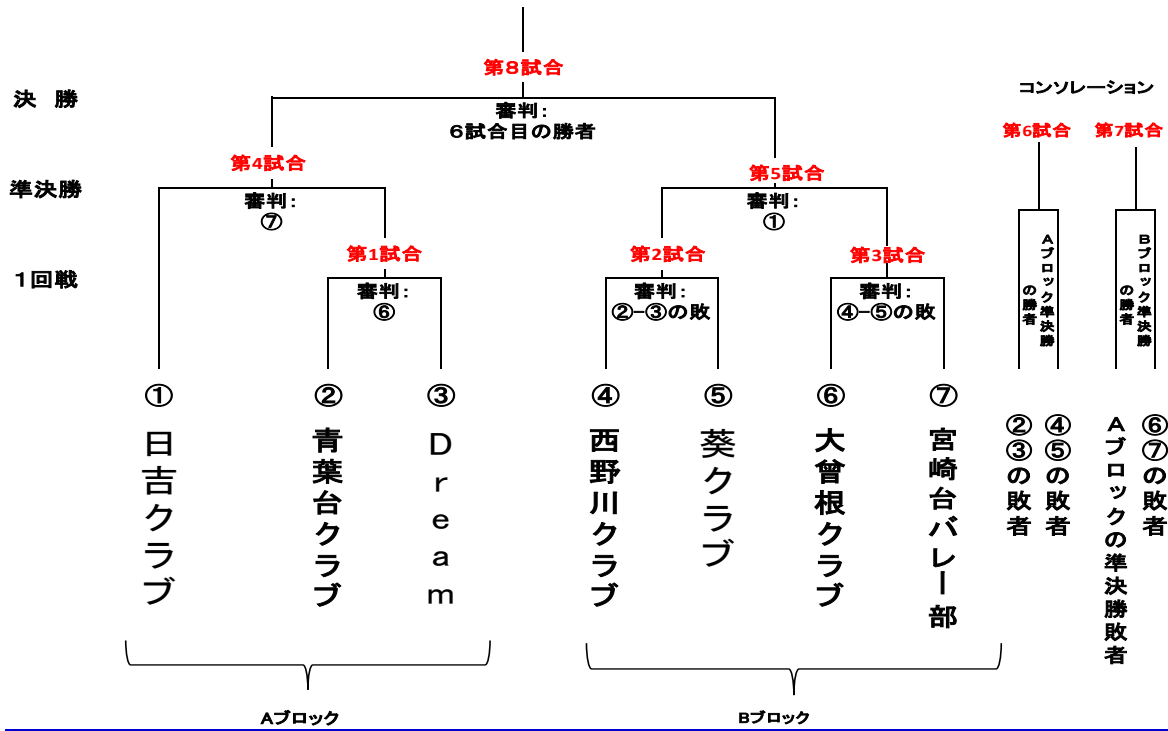 第8試合
決 勝
審判:
6試合目の勝者
コンソレーション
第6試合
第7試合
第4試合
第5試合
準決勝
審判:
⑦
審判:
①
第1試合
第2試合
第3試合
1回戦
審判:
⑥
審判:
②-③の敗
審判:
④-⑤の敗
Aブロック準決勝
の勝者
Bブロック準決勝
の勝者
①
日吉クラブ
②
青葉台クラブ
③
Dream
④
西野川クラブ
⑤
葵クラブ
⑥
大曾根クラブ
⑦
宮崎台バレー部
②③の敗者
④⑤の敗者
Aブロックの準決勝敗者
⑥⑦の敗者
Aブロック
Bブロック